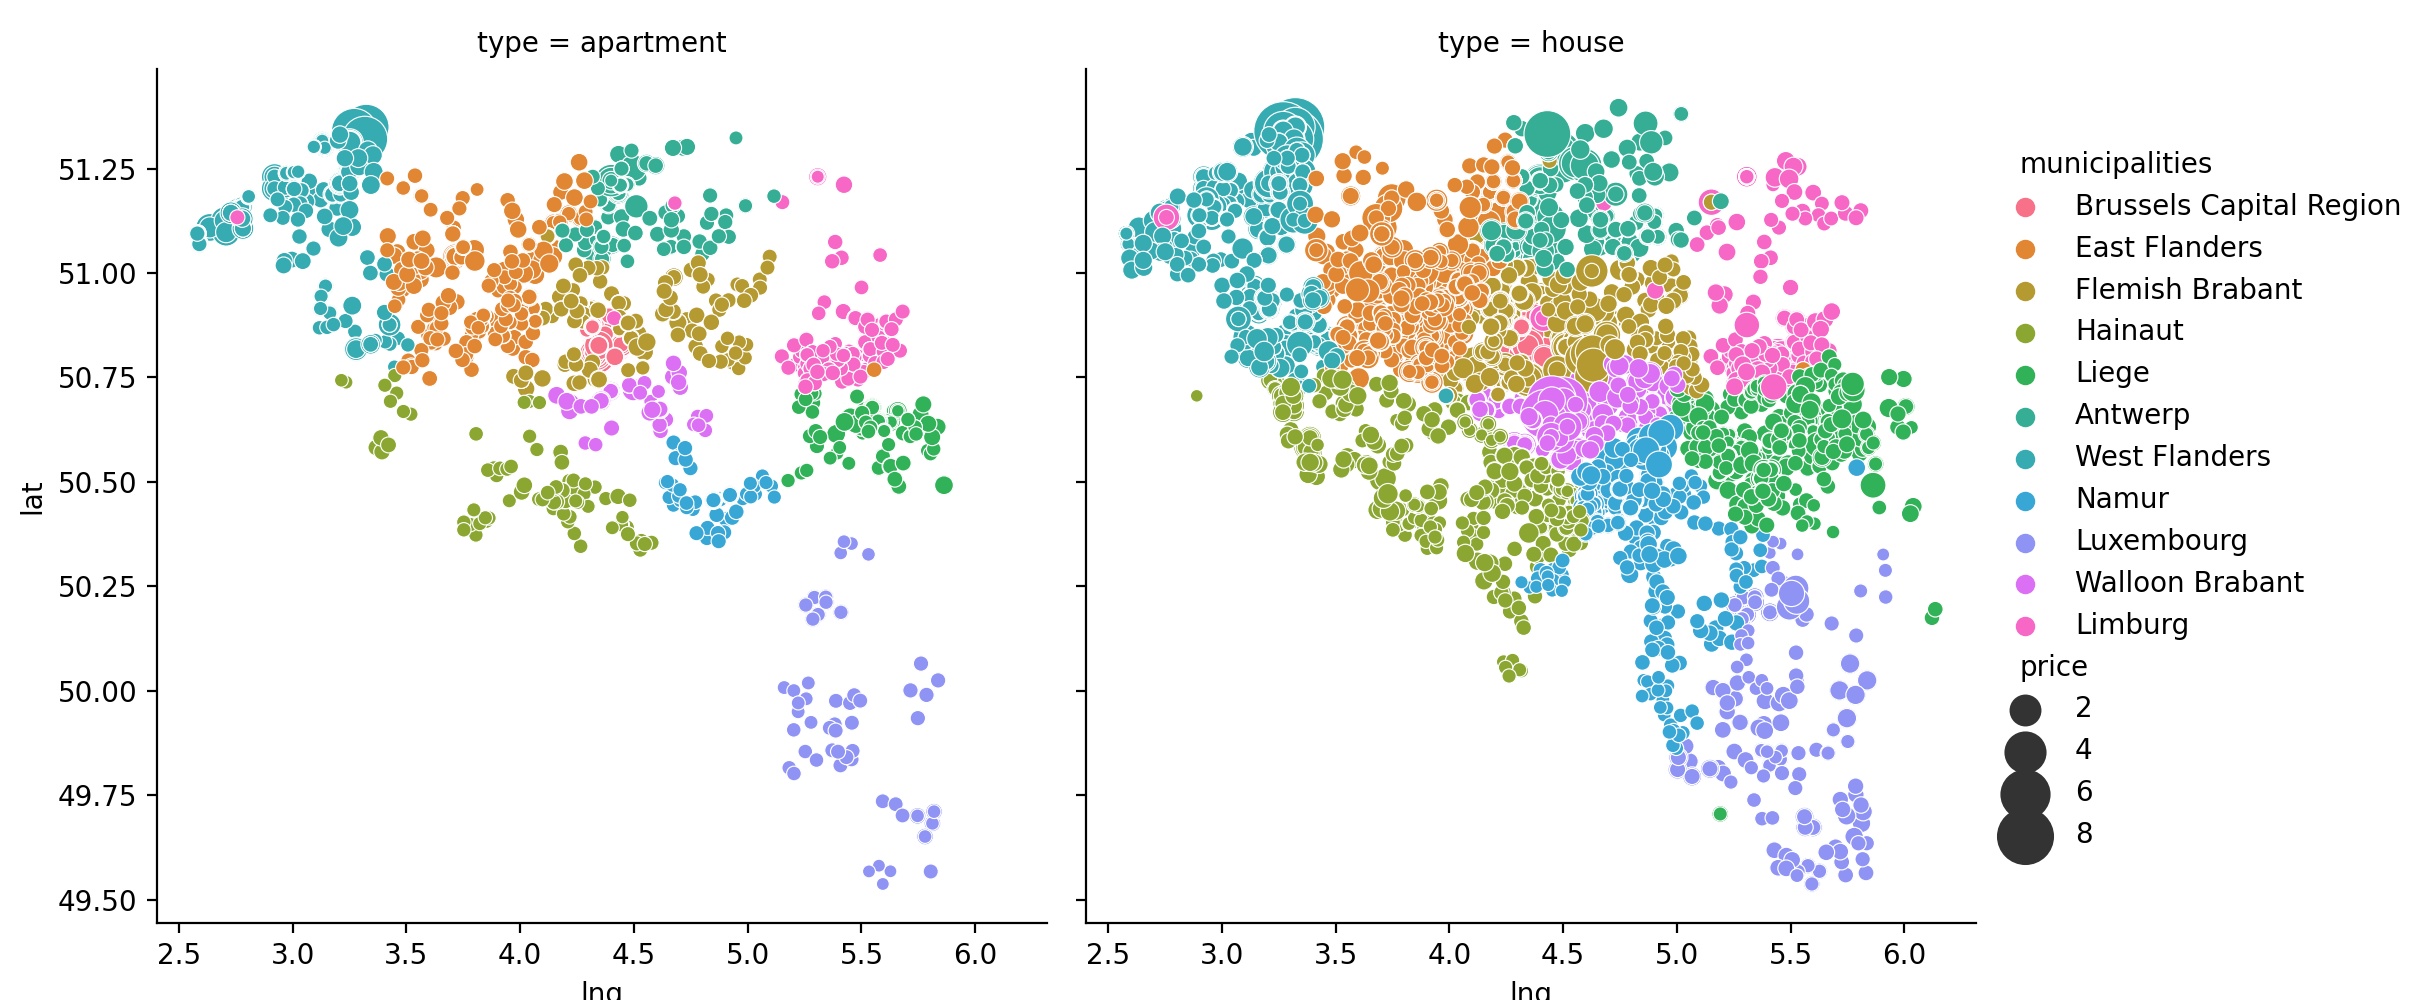 type = apartment
type = house
lat
51.25
51.00
50.75
50.50
50.25
50.00
49.75
49.50
2.5 3.0 3.5 4.0 4.5 5.0 5.5 6.0
lng
2.5 3.0 3.5 4.0 4.5 5.0 5.5 6.0
lng
municipalities
Brussels Capital Region
East Flanders
Flemish Brabant
Hainaut
Liege
Antwerp
West Flanders
Namur
Luxembourg
Walloon Brabant
Limburg
price
2
4
6
8